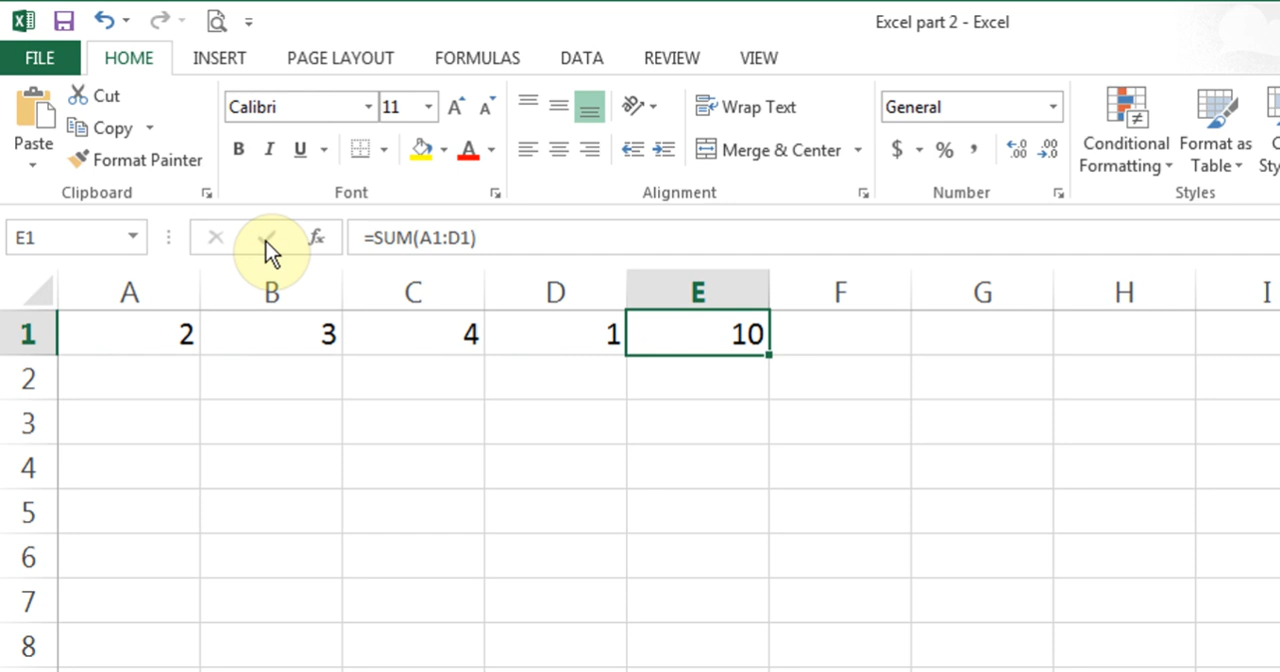 Excel part 2 - Excel
FILE HOME INSERT PAGE LAYOUT FORMULAS DATA REVIEW VIEW
Paste
Cut
Copy
Format Painter
Clipboard
Calibri 11
B I U A
Font
Wrap Text
Merge & Center
Alignment
General
$ % ,
Number
Conditional
Formatting
Format as
Table
Styles
E1 fx =SUM(A1:D1)
A B C D E F G H I
1 2 3 4 1 10
2
3
4
5
6
7
8